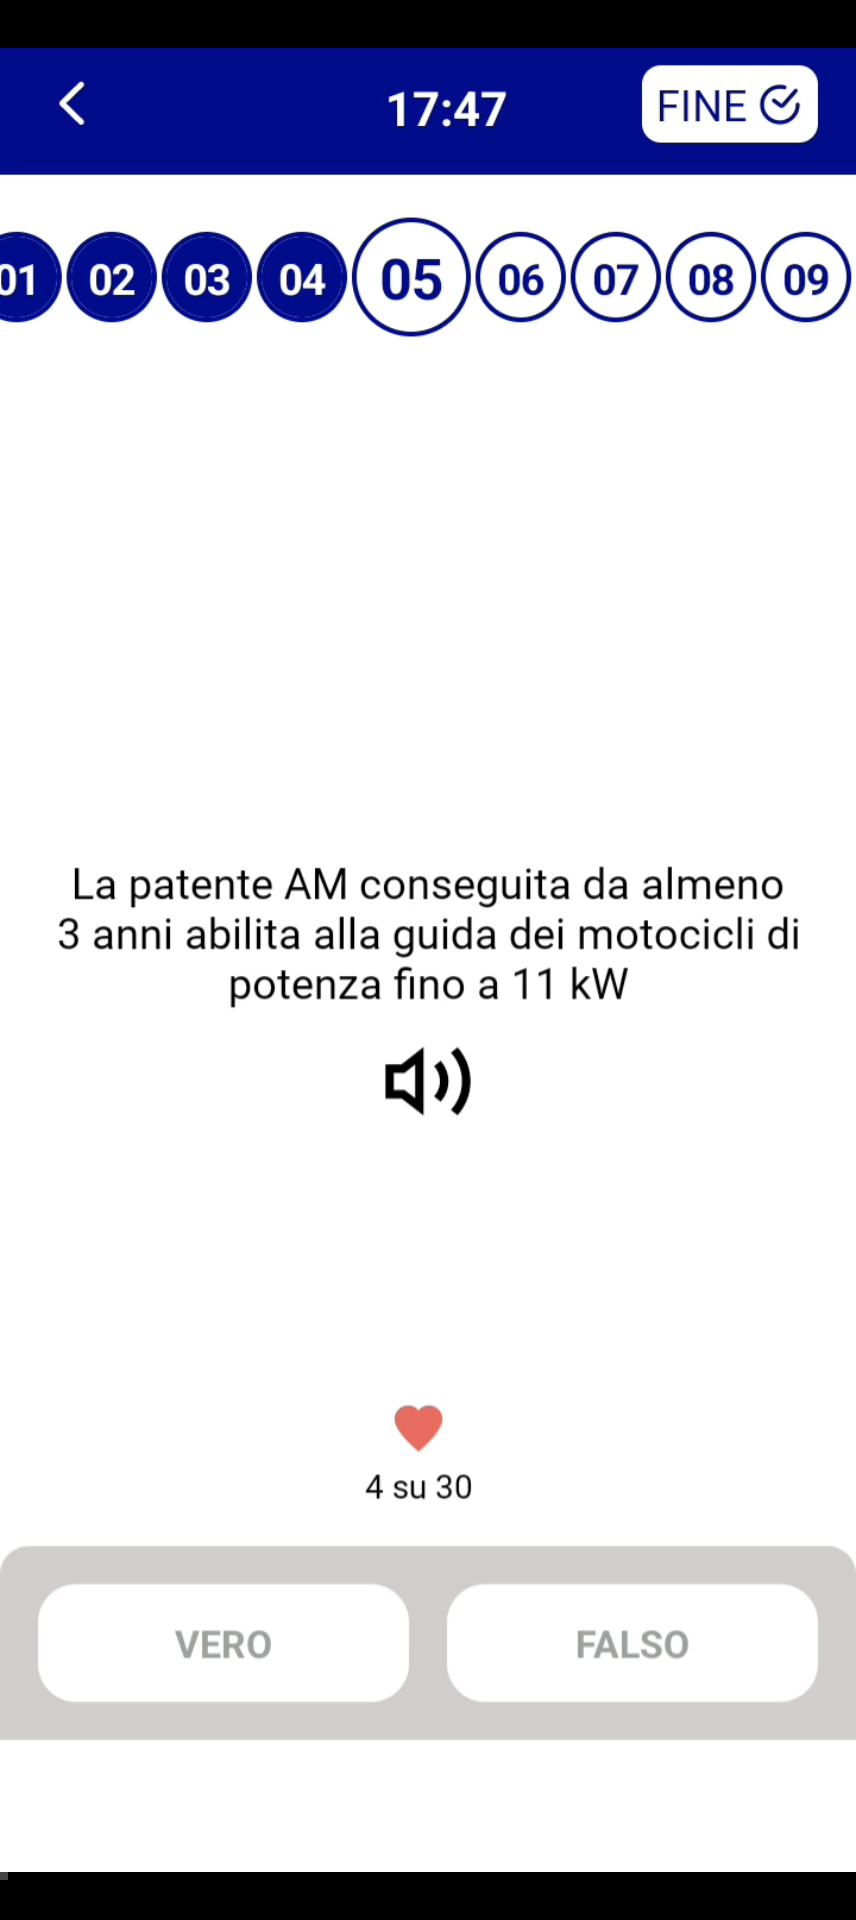 17:47
FINE
01 02 03 04 05 06 07 08 09
La patente AM conseguita da almeno
3 anni abilita alla guida dei motocicli di
potenza fino a 11 kW
4 su 30
VERO
FALSO